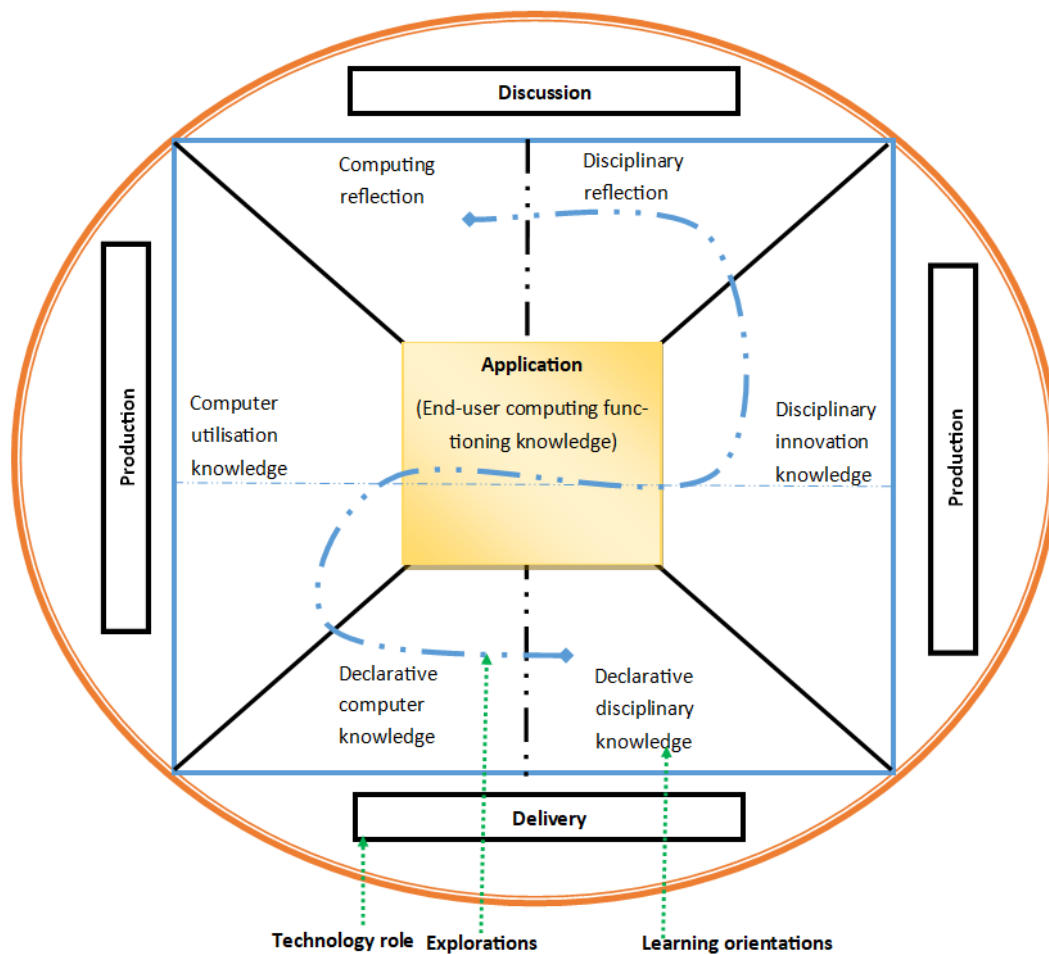 Discussion
Computing
reflection
Disciplinary
reflection
Production
Computer
utilisation
knowledge
Application
(End-user computing func-
tioning knowledge)
Disciplinary
innovation
knowledge
Production
Declarative
computer
knowledge
Declarative
disciplinary
knowledge
Delivery
Technology role
Explorations
Learning orientations